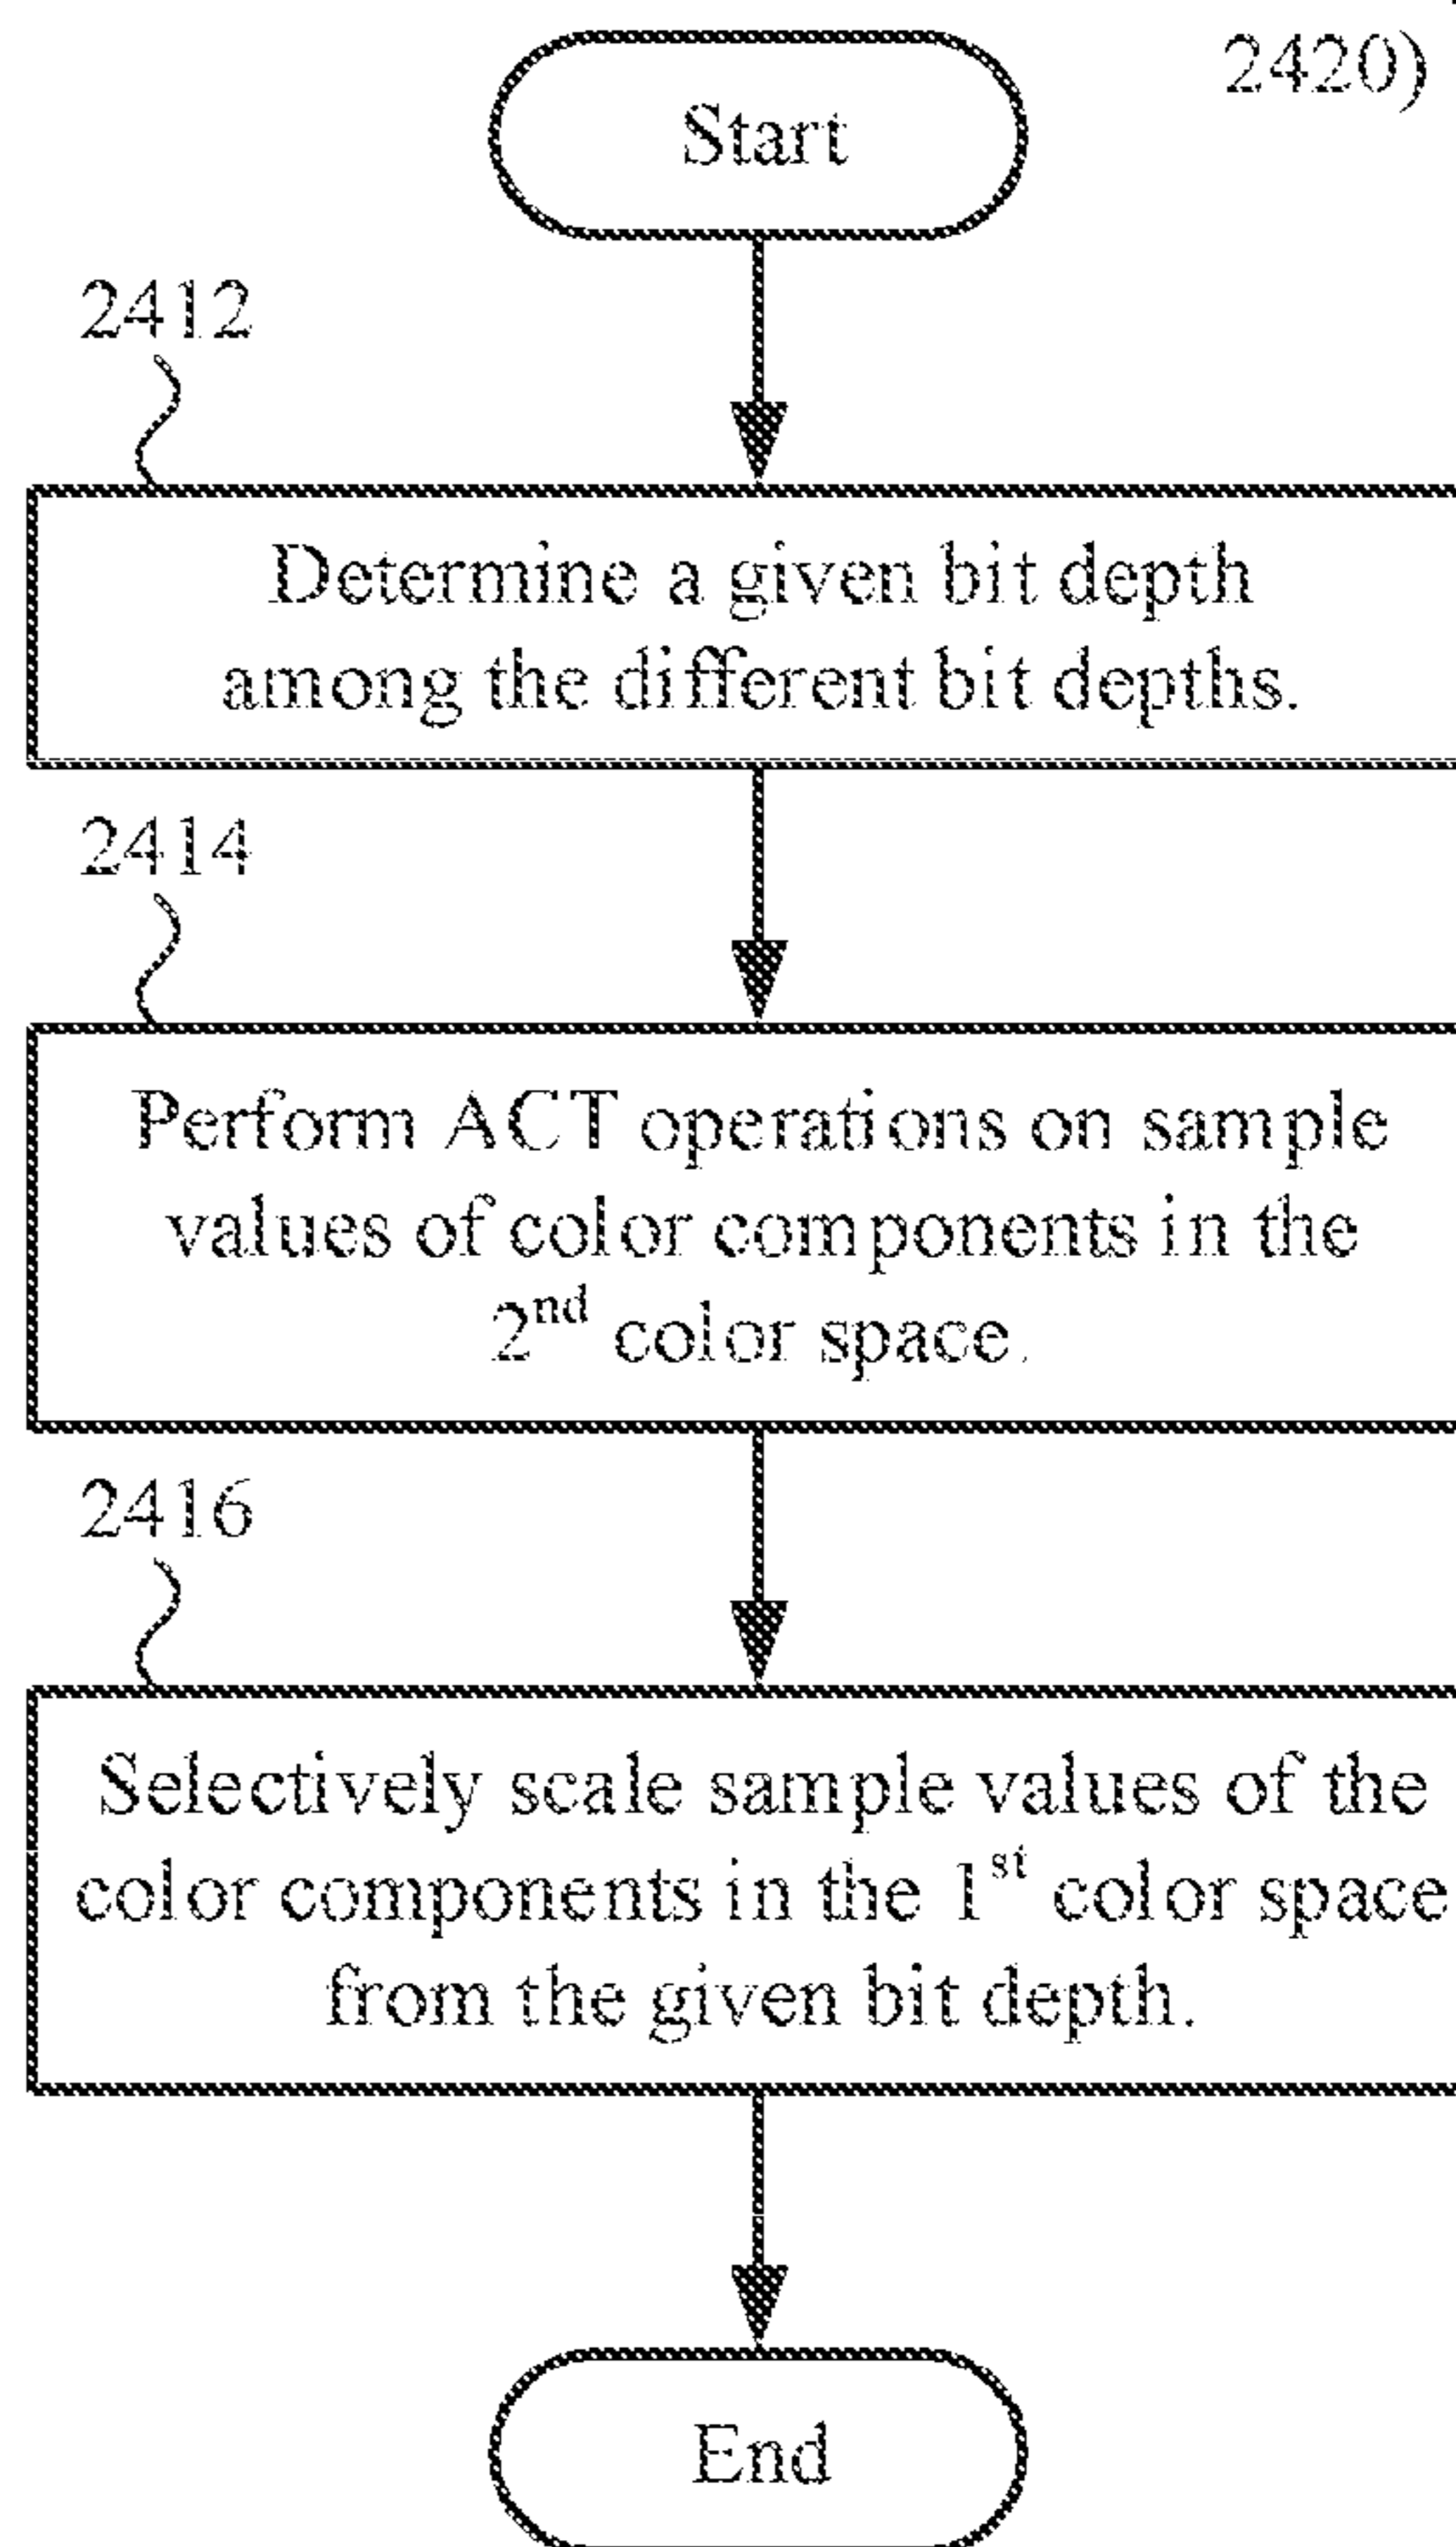 2420)
Start
2412
Determine a given bit depth
among the different bit depths.
2414
Perform ACT operations on sample
values of color components in the
2nd color space.
2416
Selectively scale sample values of the
color components in the 1st color space
from the given bit depth.
End